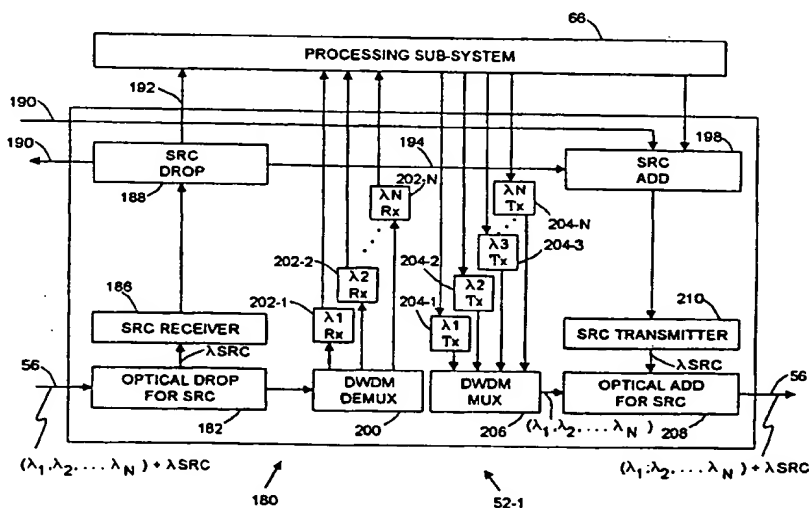 66
PROCESSING SUB-SYSTEM
192
190
198
190
SRC
DROP
188
194
SRC
ADD
202-N
λN
Rx
λN
Tx
204-N
λ3
Tx
204-3
202-2
λ2
Rx
204-2
λ2
Tx
186
202-1
λ1
Rx
204-1
λ1
Tx
210
SRC RECEIVER
SRC TRANSMITTER
λSRC
λSRC
56
OPTICAL DROP
FOR SRC
182
DWDM
DEMUX
200
DWDM
MUX
206
OPTICAL ADD
FOR SRC
208
56
(λ1, λ2, .... λN)
(λ1, λ2, .... λN) + λSRC
(λ1, λ2, .... λN) + λSRC
180
52-1